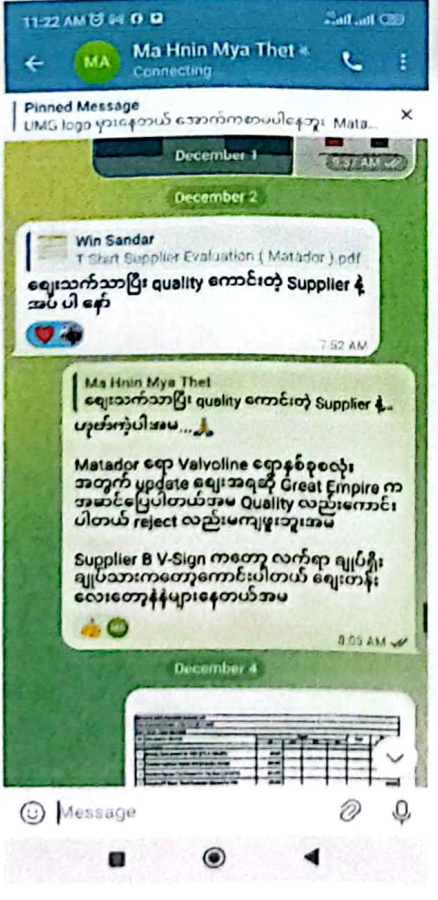 11:22 AM
MA
Ma Hnin Mya Thet
Connecting
Pinned Message
UMG logo မှားနေတယ် အောက်ကစာမပါနေဘူး Mata...
December 1
9:37 AM
December 2
Win Sandar
T Shirt Supplier Evaluation ( Matador ).pdf
ဈေးသက်သာပြီး quality ကောင်းတဲ့ Supplier နဲ့
အပ် ပါ နော်
7:52 AM
Ma Hnin Mya Thet
ဈေးသက်သာပြီး quality ကောင်းတဲ့ Supplier နဲ့...
ဟုတ်ကဲ့ပါအမ...🙏
Matador ရော Valvoline ရောနှစ်ခုစလုံး
အတွက် update ဈေးအရဆို Great Empire က
အဆင်ပြေပါတယ်အမ Quality လည်းကောင်း
ပါတယ် reject လည်းမကျဖူးဘူးအမ
Supplier B V-Sign ကတော့ လက်ရာ ချုပ်ရိုး
ချုပ်သားကတော့ကောင်းပါတယ် ဈေးတန်း
လေးတော့နဲနဲများနေတယ်အမ
8:05 AM
December 4
Message